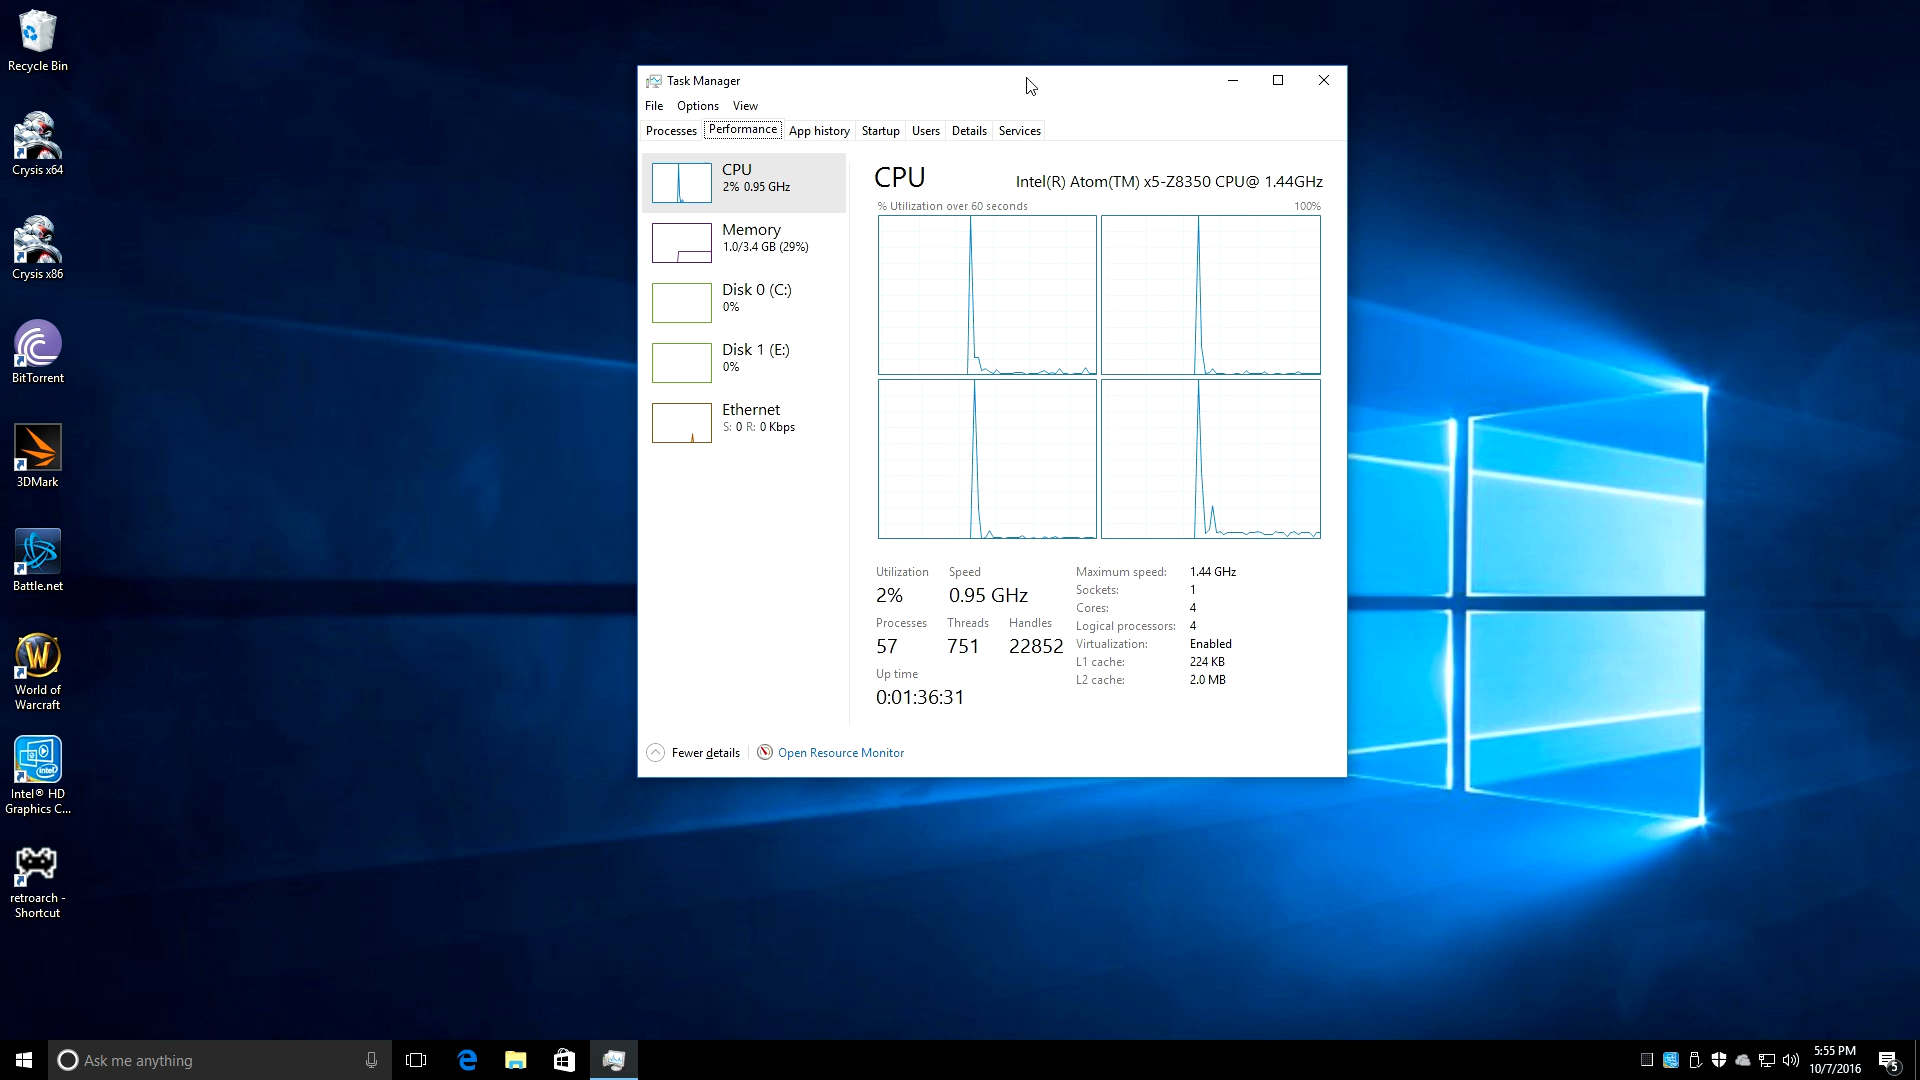 Recycle Bin
Crysis x64
Crysis x86
BitTorrent
3DMark
Battle.net
World of
Warcraft
Intel® HD
Graphics C...
retroarch -
Shortcut
Task Manager
File Options View
Processes Performance App history Startup Users Details Services
CPU
2% 0.95 GHz
Memory
1.0/3.4 GB (29%)
Disk 0 (C:)
0%
Disk 1 (E:)
0%
Ethernet
S: 0 R: 0 Kbps
CPU Intel(R) Atom(TM) x5-Z8350 CPU@ 1.44GHz
% Utilization over 60 seconds 100%
Utilization Speed
2% 0.95 GHz
Processes Threads Handles
57 751 22852
Up time
0:01:36:31
Maximum speed: 1.44 GHz
Sockets: 1
Cores: 4
Logical processors: 4
Virtualization: Enabled
L1 cache: 224 KB
L2 cache: 2.0 MB
Fewer details Open Resource Monitor
Ask me anything
5:55 PM
10/7/2016
5